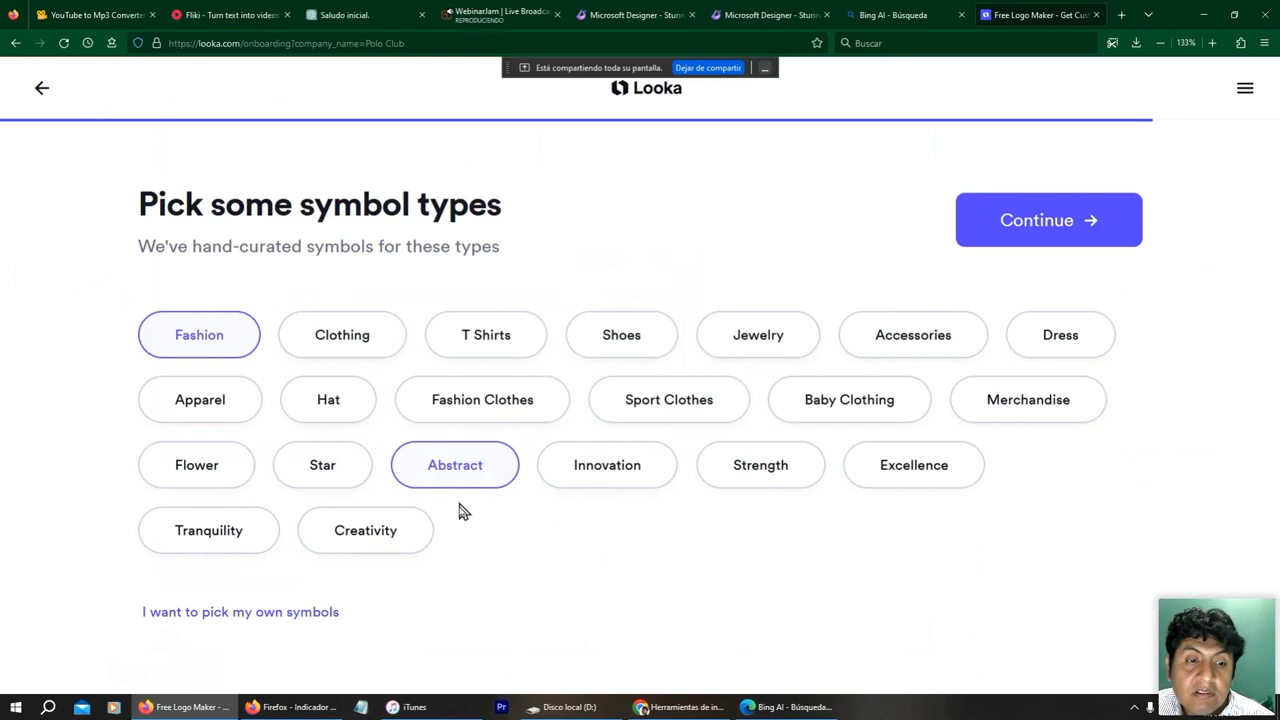 YouTube to Mp3 Converte
Fliki - Turn text into videos
Saludo inicial.
WebinarJam | Live Broadcas
REPRODUCIENDO
Microsoft Designer - Stunn
Microsoft Designer - Stunn
Bing AI - Búsqueda
Free Logo Maker - Get Cus
https://looka.com/onboarding?company_name=Polo Club
Buscar
133%
Está compartiendo toda su pantalla.
Dejar de compartir
Looka
Pick some symbol types
We've hand-curated symbols for these types
Continue →
Fashion
Clothing
T Shirts
Shoes
Jewelry
Accessories
Dress
Apparel
Hat
Fashion Clothes
Sport Clothes
Baby Clothing
Merchandise
Flower
Star
Abstract
Innovation
Strength
Excellence
Tranquility
Creativity
I want to pick my own symbols
Free Logo Maker - ...
Firefox - Indicador ...
iTunes
Pr
Disco local (D:)
Herramientas de in...
Bing AI - Búsqueda...